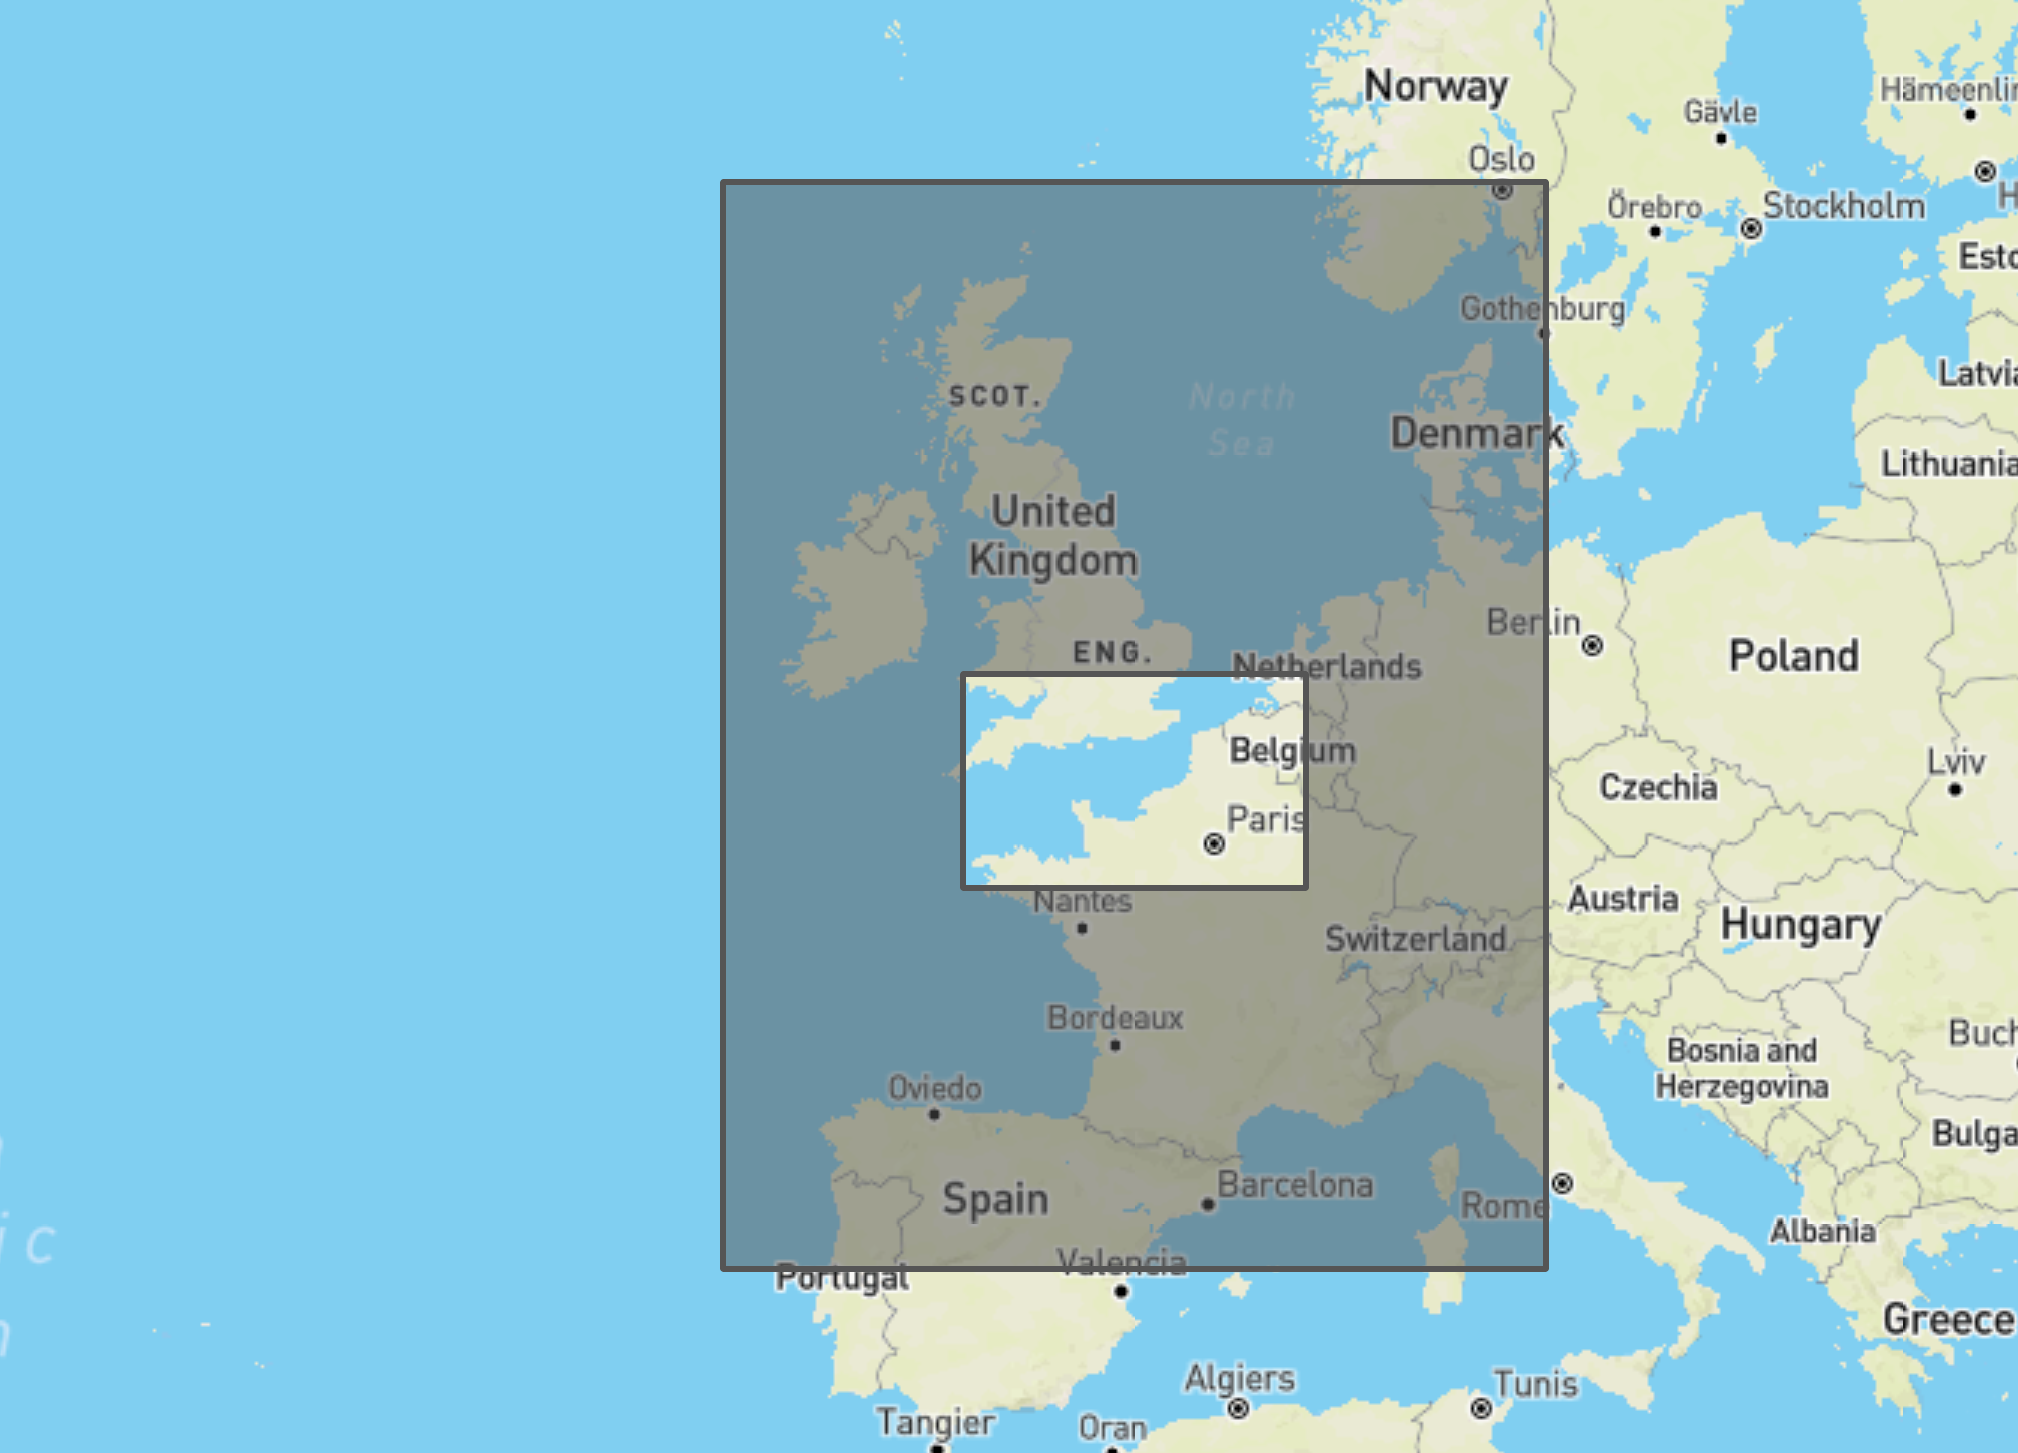 Norway
Hämeenlin
Gävle
Oslo
Örebro
Stockholm
H
Esto
Gothenburg
Latvia
SCOT.
North
Sea
Denmark
Lithuania
United
Kingdom
Berlin
ENG.
Netherlands
Poland
Belgium
Lviv
Czechia
Paris
Nantes
Austria
Hungary
Switzerland
Bordeaux
Buch
Bosnia and
Herzegovina
Oviedo
Bulga
Spain
Barcelona
Rome
Albania
ic
Valencia
Portugal
Greece
n
Algiers
Tunis
Tangier
Oran